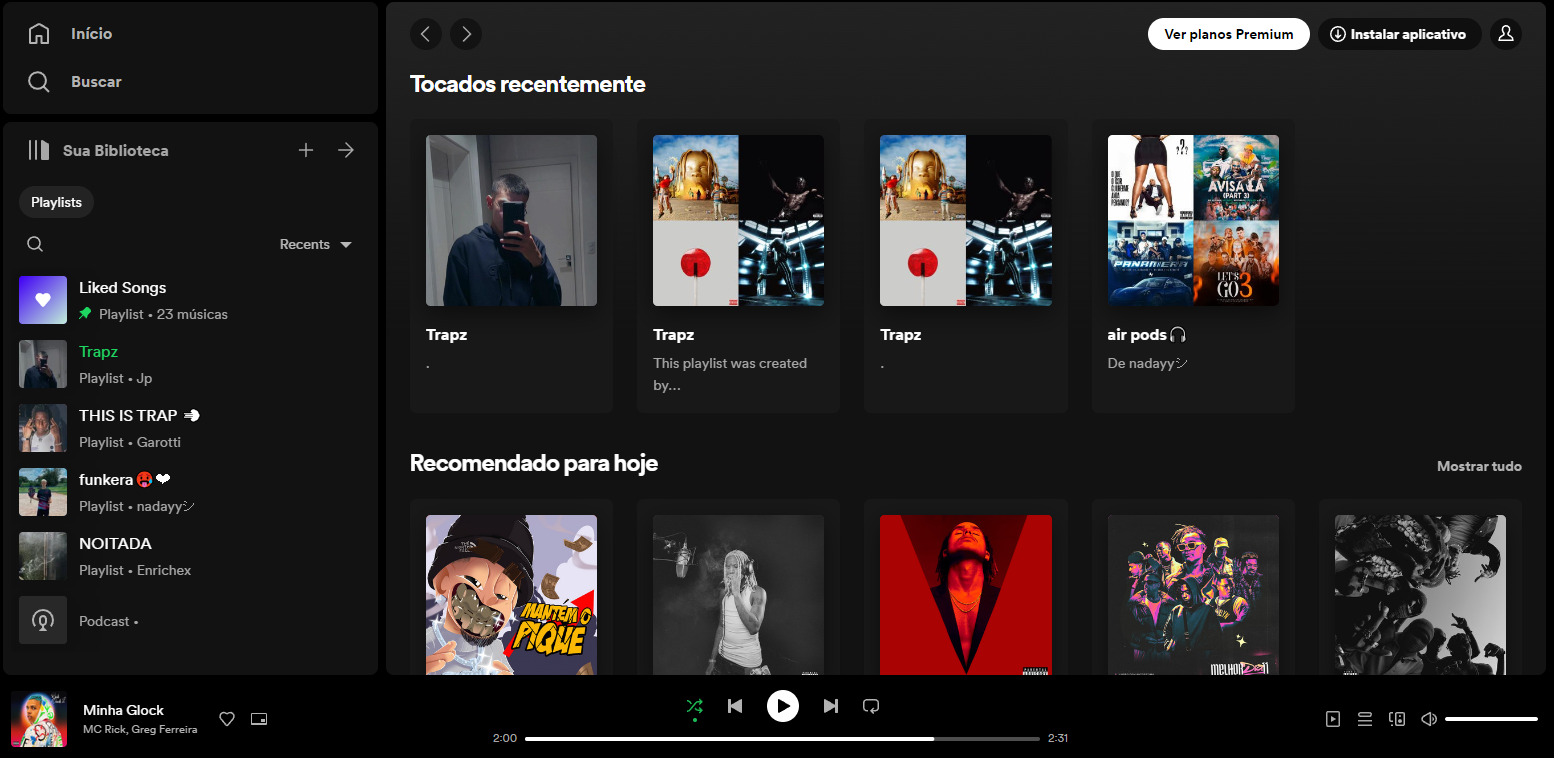 Início
Buscar
Sua Biblioteca
Playlists
Recents
Liked Songs
Playlist • 23 músicas
Trapz
Playlist • Jp
THIS IS TRAP
Playlist • Garotti
funkera🥵❤
Playlist • nadayyシ
NOITADA
Playlist • Enrichex
Podcast •
Ver planos Premium
Instalar aplicativo
Tocados recentemente
Trapz
.
Trapz
This playlist was created
by...
Trapz
.
???
AVISA LÁ
(PART 3)
PANAMERA
LET'S
GO 3
air pods🎧
De nadayyシ
Recomendado para hoje
Mostrar tudo
MANTÉM O
PIQUE
Minha Glock
MC Rick, Greg Ferreira
2:00
2:31